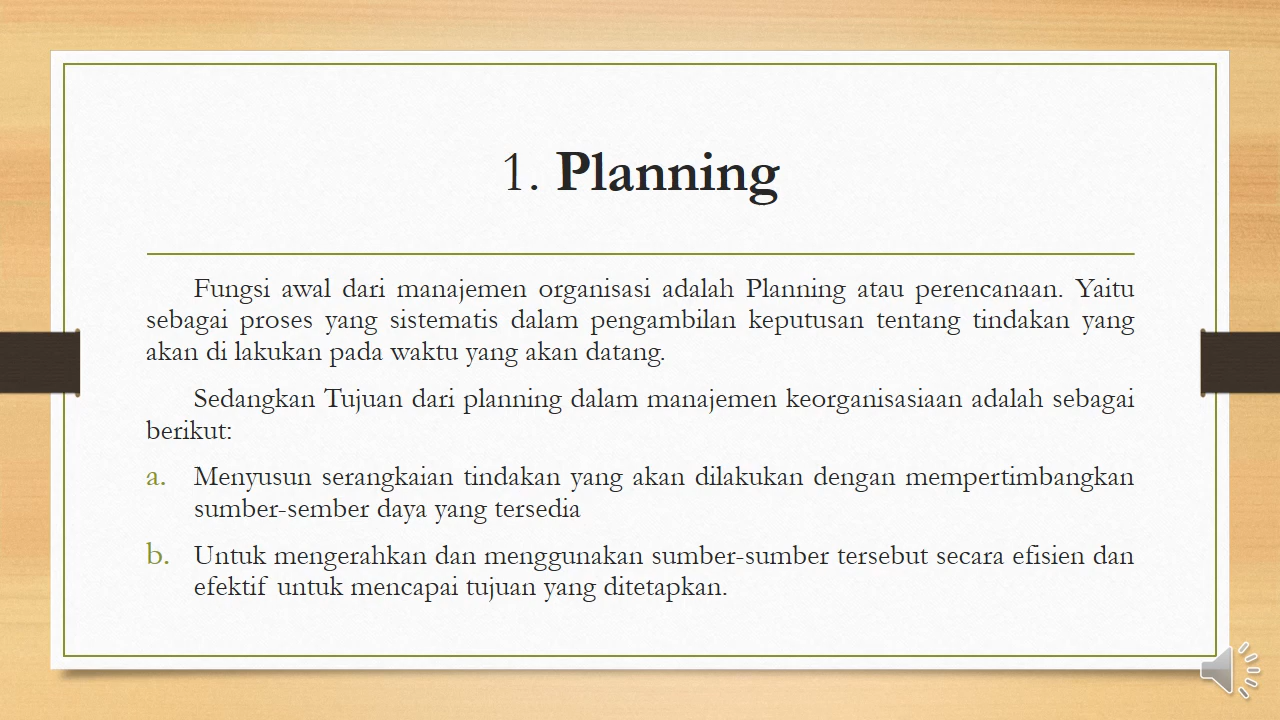 1. Planning
Fungsi awal dari manajemen organisasi adalah Planning atau perencanaan. Yaitu
sebagai proses yang sistematis dalam pengambilan keputusan tentang tindakan yang
akan di lakukan pada waktu yang akan datang.
Sedangkan Tujuan dari planning dalam manajemen keorganisasiaan adalah sebagai
berikut:
a. Menyusun serangkaian tindakan yang akan dilakukan dengan mempertimbangkan
sumber-sember daya yang tersedia
b. Untuk mengerahkan dan menggunakan sumber-sumber tersebut secara efisien dan
efektif untuk mencapai tujuan yang ditetapkan.